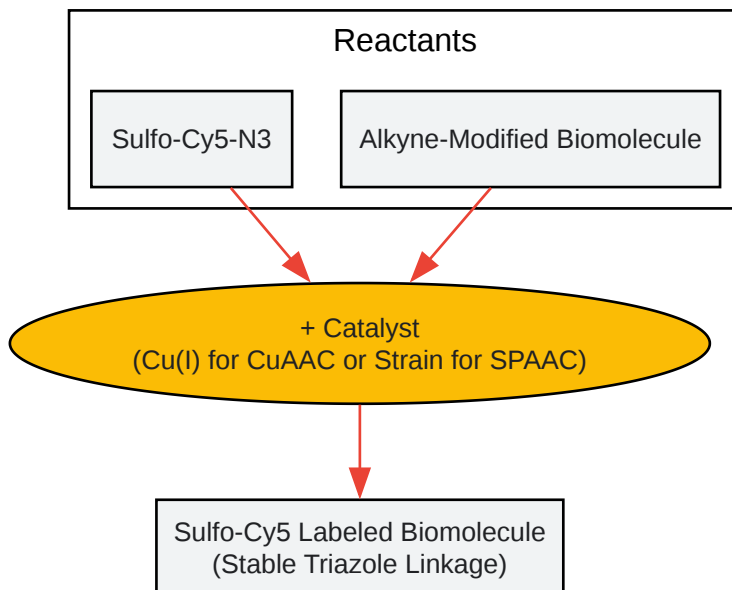 Reactants
Sulfo-Cy5-N3
Alkyne-Modified Biomolecule
+ Catalyst
(Cu(I) for CuAAC or Strain for SPAAC)
Sulfo-Cy5 Labeled Biomolecule
(Stable Triazole Linkage)